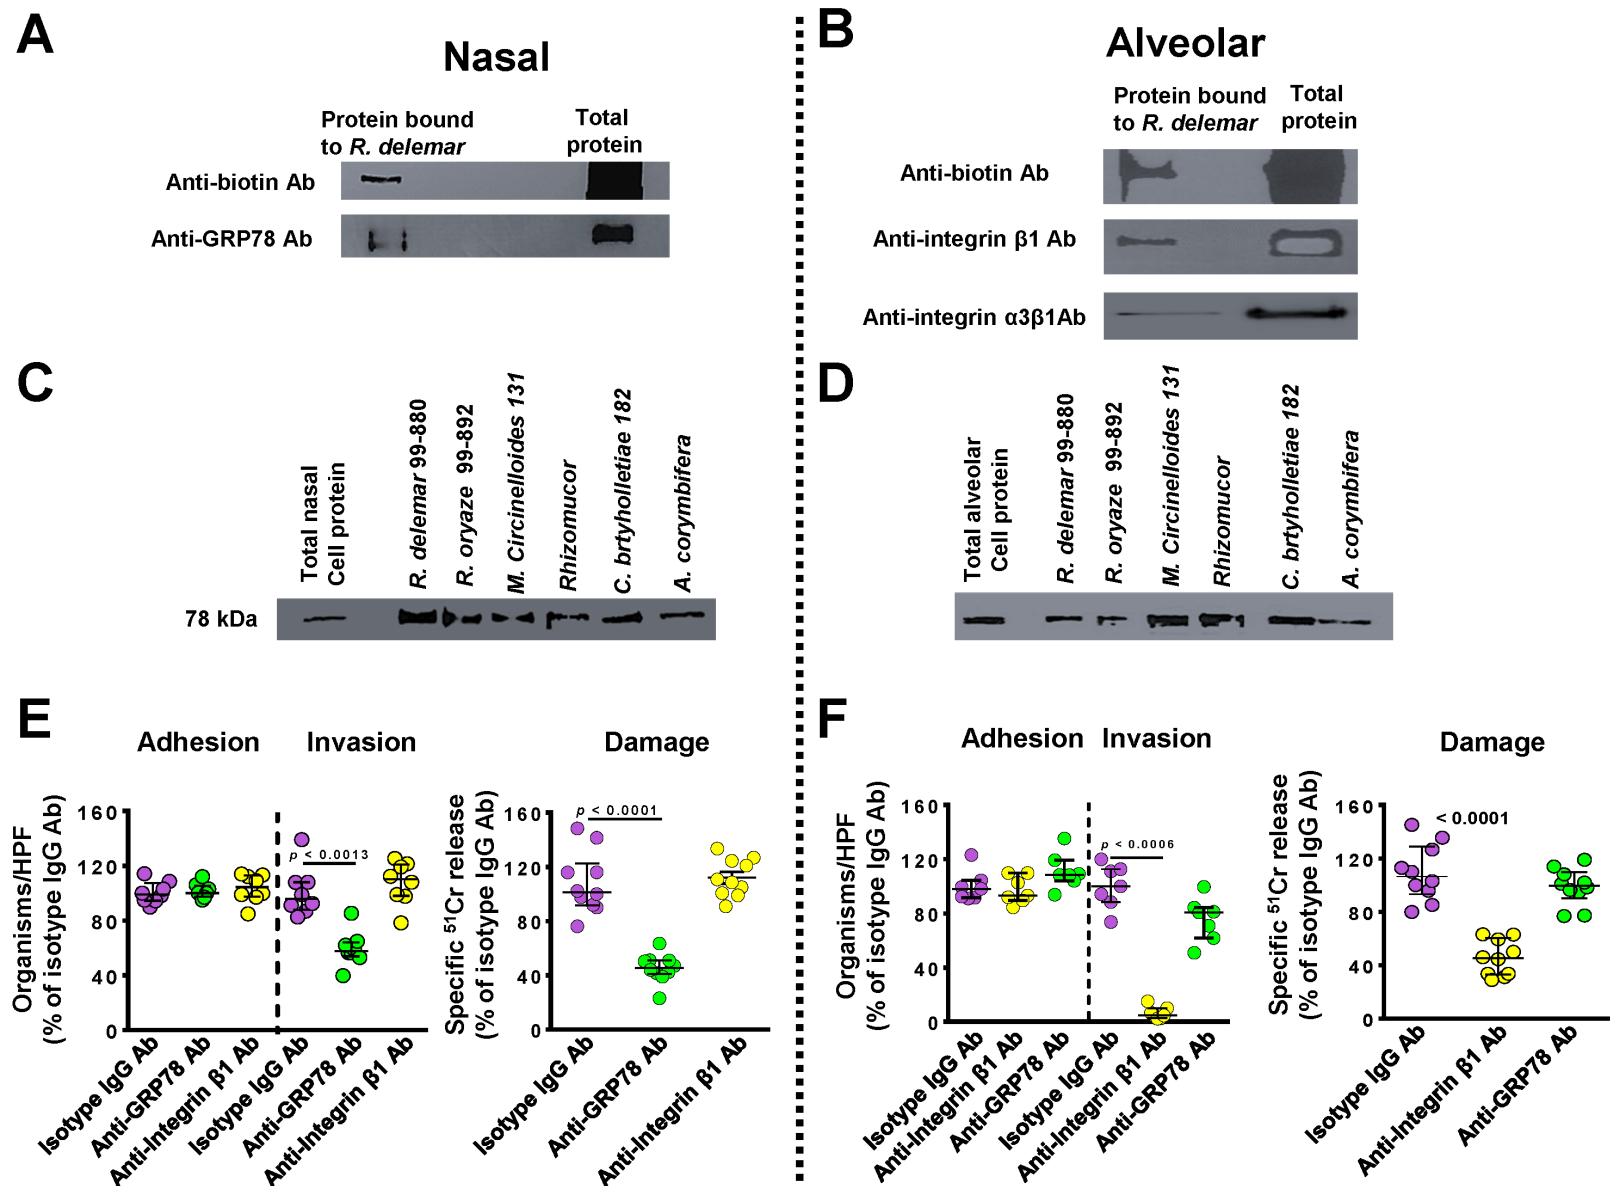 A
Nasal
Protein bound
to R. delemar
Total
protein
Anti-biotin Ab
Anti-GRP78 Ab
B
Alveolar
Protein bound
to R. delemar
Total
protein
Anti-biotin Ab
Anti-integrin β1 Ab
Anti-integrin α3β1Ab
C
Total nasal
Cell protein
R. delemar 99-880
R. oryaze 99-892
M. Circinelloides 131
Rhizomucor
C. brtyholletiae 182
A. corymbifera
78 kDa
D
Total alveolar
Cell protein
R. delemar 99-880
R. oryaze 99-892
M. Circinelloides 131
Rhizomucor
C. brtyholletiae 182
A. corymbifera
E
Adhesion
Invasion
Organisms/HPF
(% of isotype IgG Ab)
160
120
80
40
0
p < 0.0013
Isotype IgG Ab
Anti-GRP78 Ab
Anti-Integrin β1 Ab
Isotype IgG Ab
Anti-GRP78 Ab
Anti-Integrin β1 Ab
Damage
Specific 51Cr release
(% of isotype IgG Ab)
160
120
80
40
0
p < 0.0001
Isotype IgG Ab
Anti-GRP78 Ab
Anti-Integrin β1 Ab
F
Adhesion
Invasion
Organisms/HPF
(% of isotype IgG Ab)
160
120
80
40
0
p < 0.0006
Isotype IgG Ab
Anti-Integrin β1 Ab
Anti-GRP78 Ab
Isotype IgG Ab
Anti-Integrin β1 Ab
Anti-GRP78 Ab
Damage
Specific 51Cr release
(% of isotype IgG Ab)
160
120
80
40
0
< 0.0001
Isotype IgG Ab
Anti-Integrin β1 Ab
Anti-GRP78 Ab